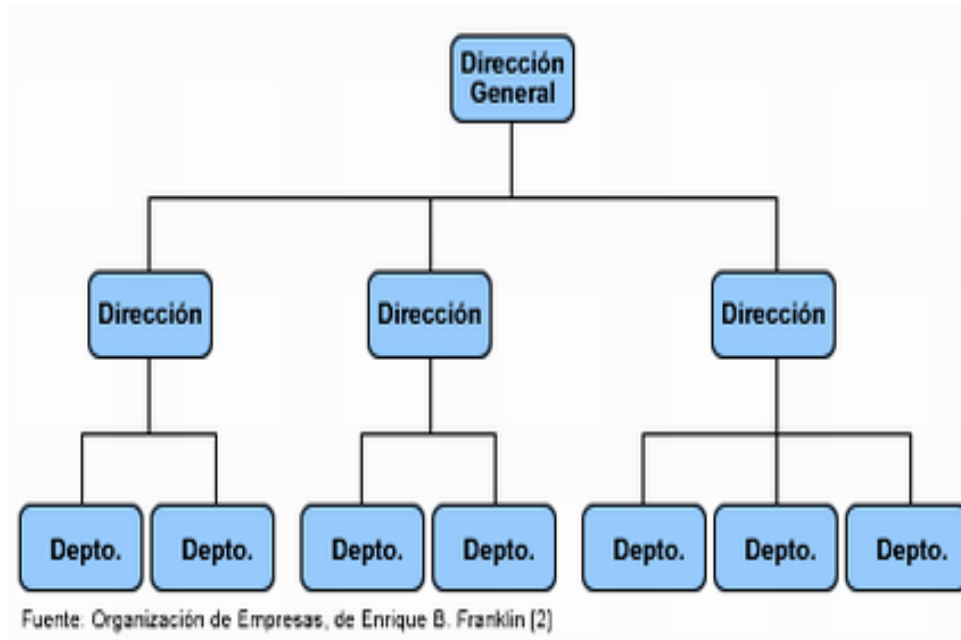 Dirección
General
Dirección
Dirección
Dirección
Depto.
Depto.
Depto.
Depto.
Depto.
Depto.
Depto.
Fuente: Organización de Empresas, de Enrique B. Franklin [2]